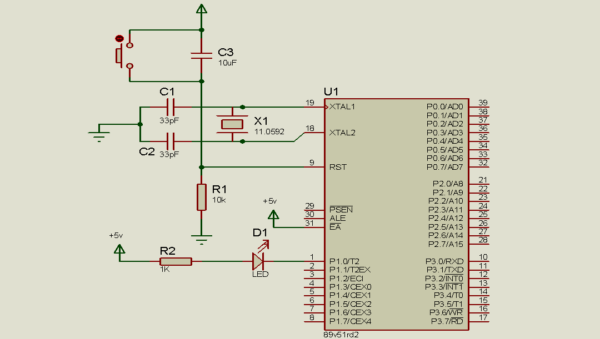 C3
10uF
C1
33pF
X1
11.0592
C2
33pF
R1
10k
+5v
D1
LED
+5v
R2
1K
U1
19 XTAL1 P0.0/AD0 39
P0.1/AD1 38
P0.2/AD2 37
18 XTAL2 P0.3/AD3 36
P0.4/AD4 35
P0.5/AD5 34
P0.6/AD6 33
9 RST P0.7/AD7 32
P2.0/A8 21
P2.1/A9 22
P2.2/A10 23
29 PSEN P2.3/A11 24
30 ALE P2.4/A12 25
31 EA P2.5/A13 26
P2.6/A14 27
P2.7/A15 28
1 P1.0/T2 P3.0/RXD 10
2 P1.1/T2EX P3.1/TXD 11
3 P1.2/ECI P3.2/INT0 12
4 P1.3/CEX0 P3.3/INT1 13
5 P1.4/CEX1 P3.4/T0 14
6 P1.5/CEX2 P3.5/T1 15
7 P1.6/CEX3 P3.6/WR 16
8 P1.7/CEX4 P3.7/RD 17
89v51rd2